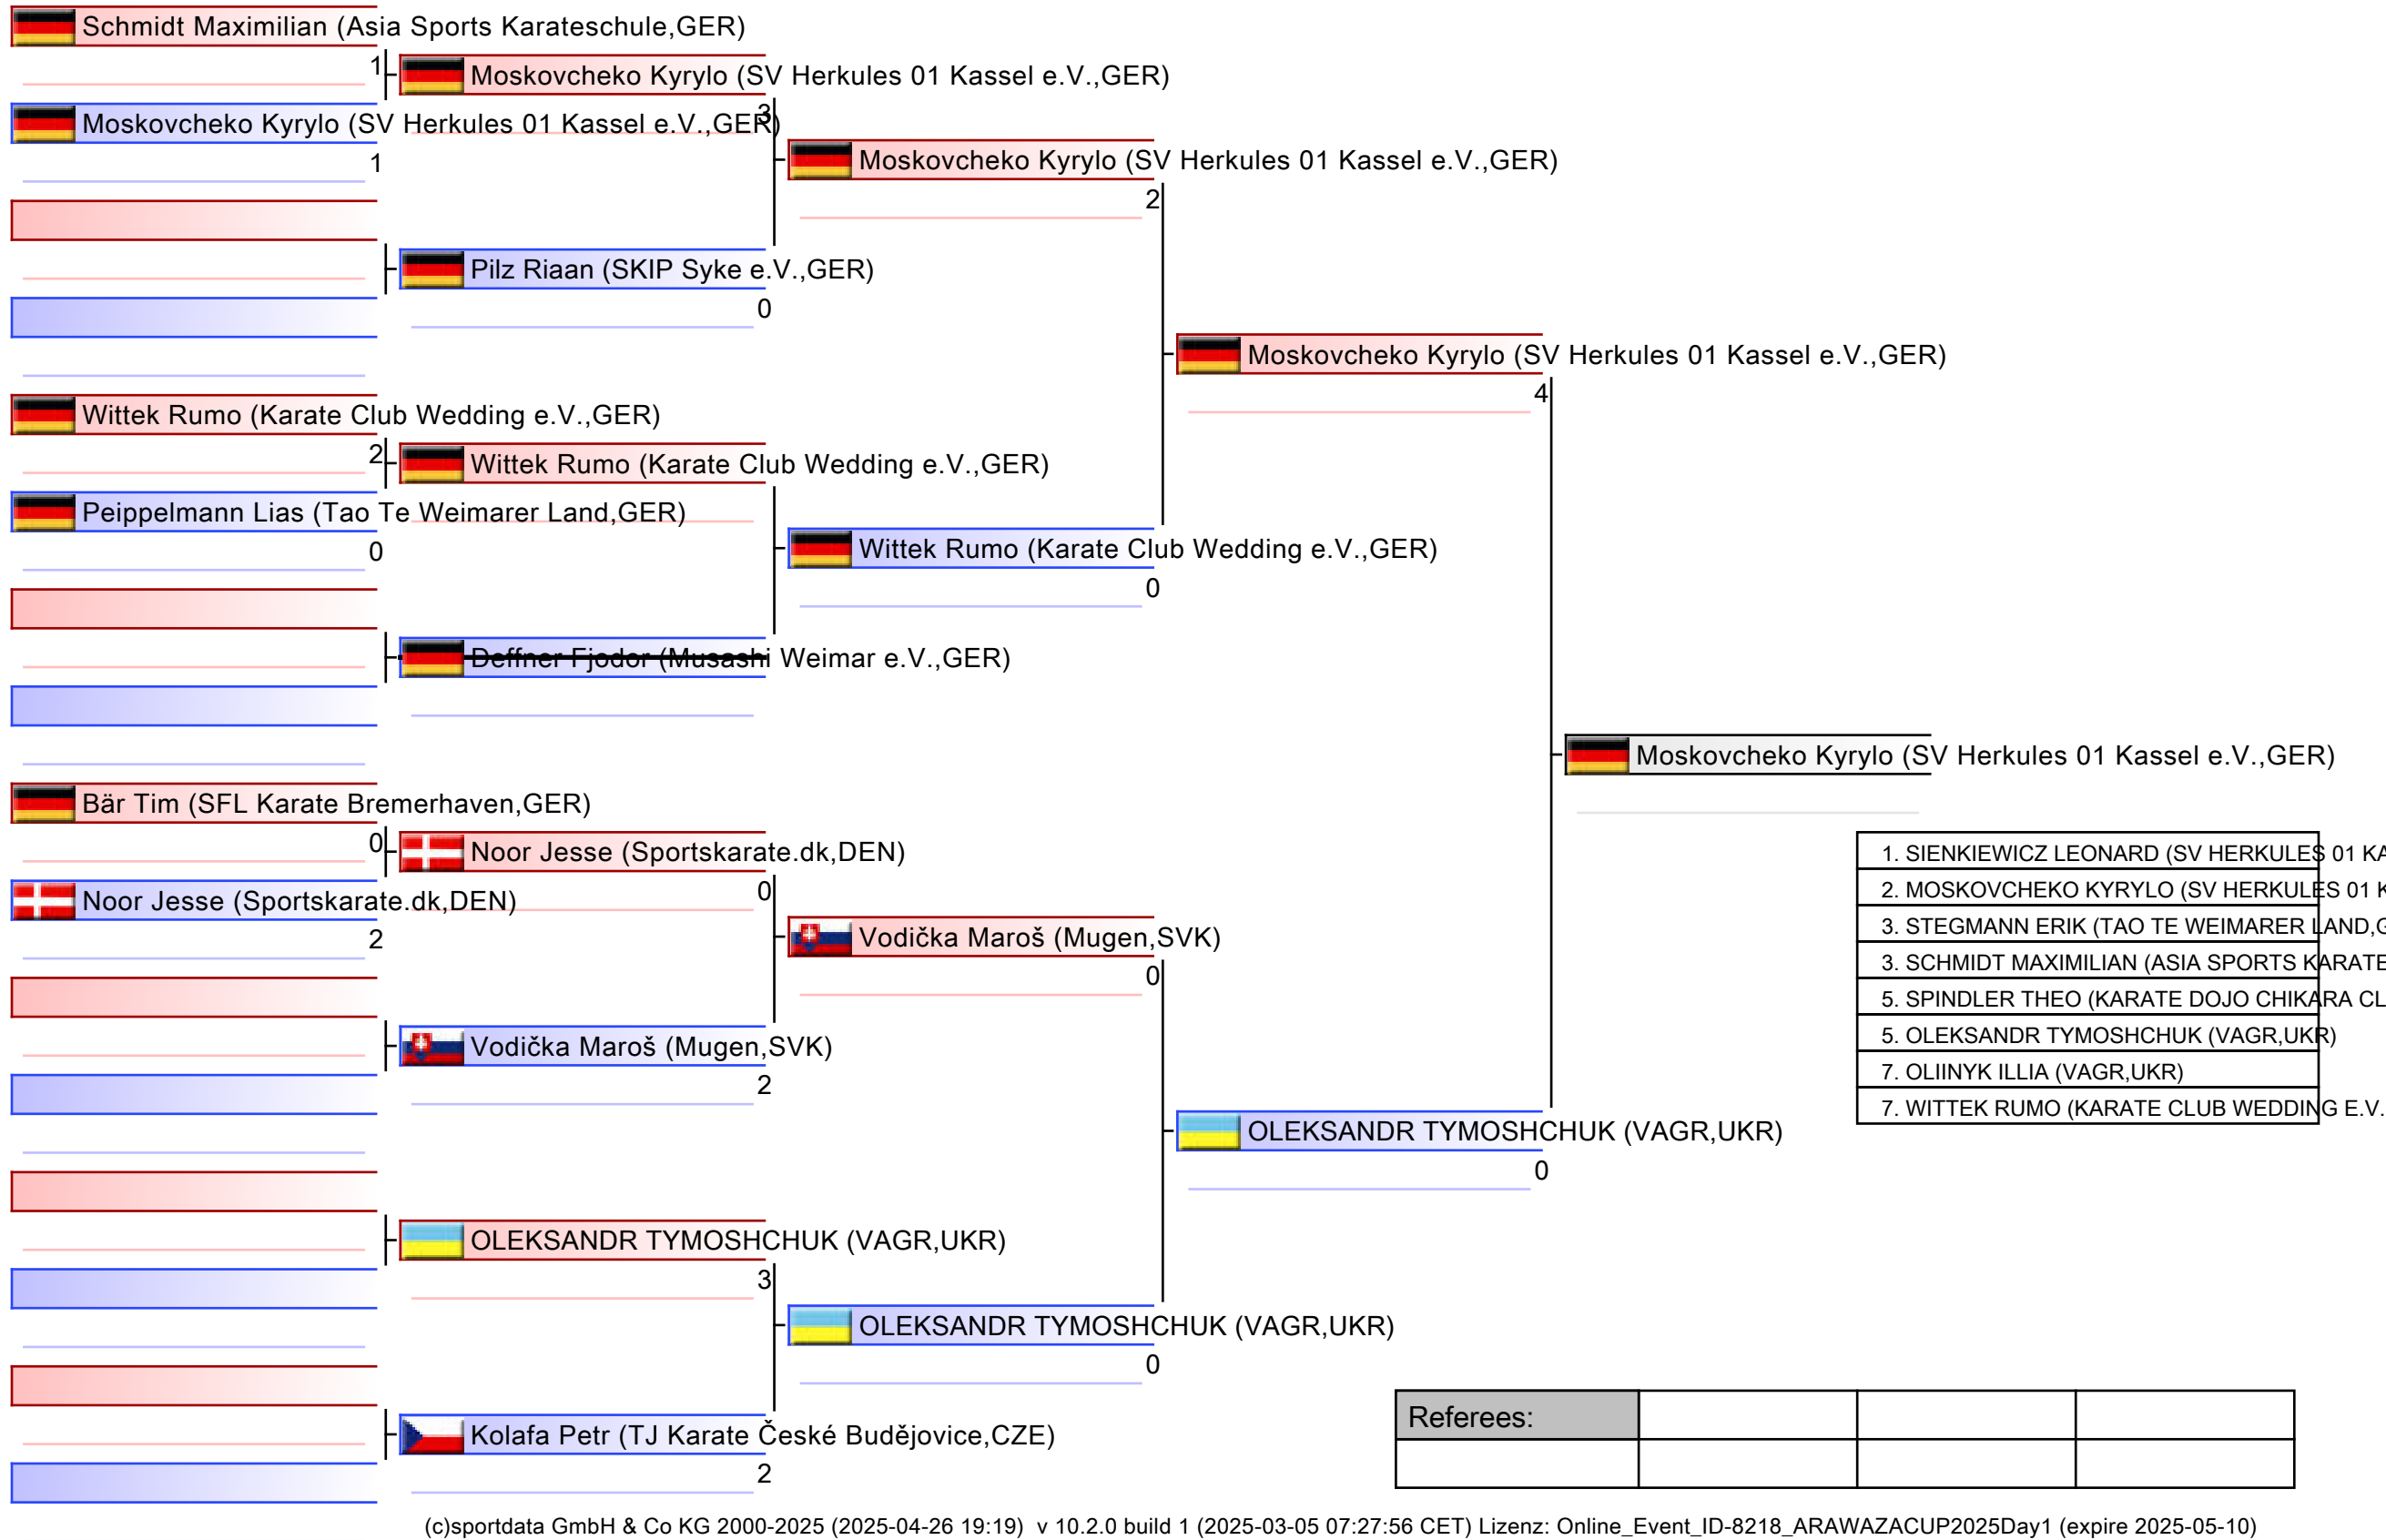 Schmidt Maximilian (Asia Sports Karateschule,GER)
1
Moskovcheko Kyrylo (SV Herkules 01 Kassel e.V.,GER)
1
Wittek Rumo (Karate Club Wedding e.V.,GER)
2
Peippelmann Lias (Tao Te Weimarer Land,GER)
0
Bär Tim (SFL Karate Bremerhaven,GER)
0
Noor Jesse (Sportskarate.dk,DEN)
2
Moskovcheko Kyrylo (SV Herkules 01 Kassel e.V.,GER)
3
Pilz Riaan (SKIP Syke e.V.,GER)
0
Wittek Rumo (Karate Club Wedding e.V.,GER)
Deffner Fjodor (Musashi Weimar e.V.,GER)
Noor Jesse (Sportskarate.dk,DEN)
0
Vodička Maroš (Mugen,SVK)
2
OLEKSANDR TYMOSHCHUK (VAGR,UKR)
3
Kolafa Petr (TJ Karate České Budějovice,CZE)
2
Moskovcheko Kyrylo (SV Herkules 01 Kassel e.V.,GER)
2
Wittek Rumo (Karate Club Wedding e.V.,GER)
0
Vodička Maroš (Mugen,SVK)
0
OLEKSANDR TYMOSHCHUK (VAGR,UKR)
0
Moskovcheko Kyrylo (SV Herkules 01 Kassel e.V.,GER)
4
OLEKSANDR TYMOSHCHUK (VAGR,UKR)
0
Moskovcheko Kyrylo (SV Herkules 01 Kassel e.V.,GER)
1. SIENKIEWICZ LEONARD (SV HERKULES 01 KA
2. MOSKOVCHEKO KYRYLO (SV HERKULES 01 K
3. STEGMANN ERIK (TAO TE WEIMARER LAND,G
3. SCHMIDT MAXIMILIAN (ASIA SPORTS KARATE
5. SPINDLER THEO (KARATE DOJO CHIKARA CL
5. OLEKSANDR TYMOSHCHUK (VAGR,UKR)
7. OLIINYK ILLIA (VAGR,UKR)
7. WITTEK RUMO (KARATE CLUB WEDDING E.V.
Referees:
(c)sportdata GmbH & Co KG 2000-2025 (2025-04-26 19:19) v 10.2.0 build 1 (2025-03-05 07:27:56 CET) Lizenz: Online_Event_ID-8218_ARAWAZACUP2025Day1 (expire 2025-05-10)